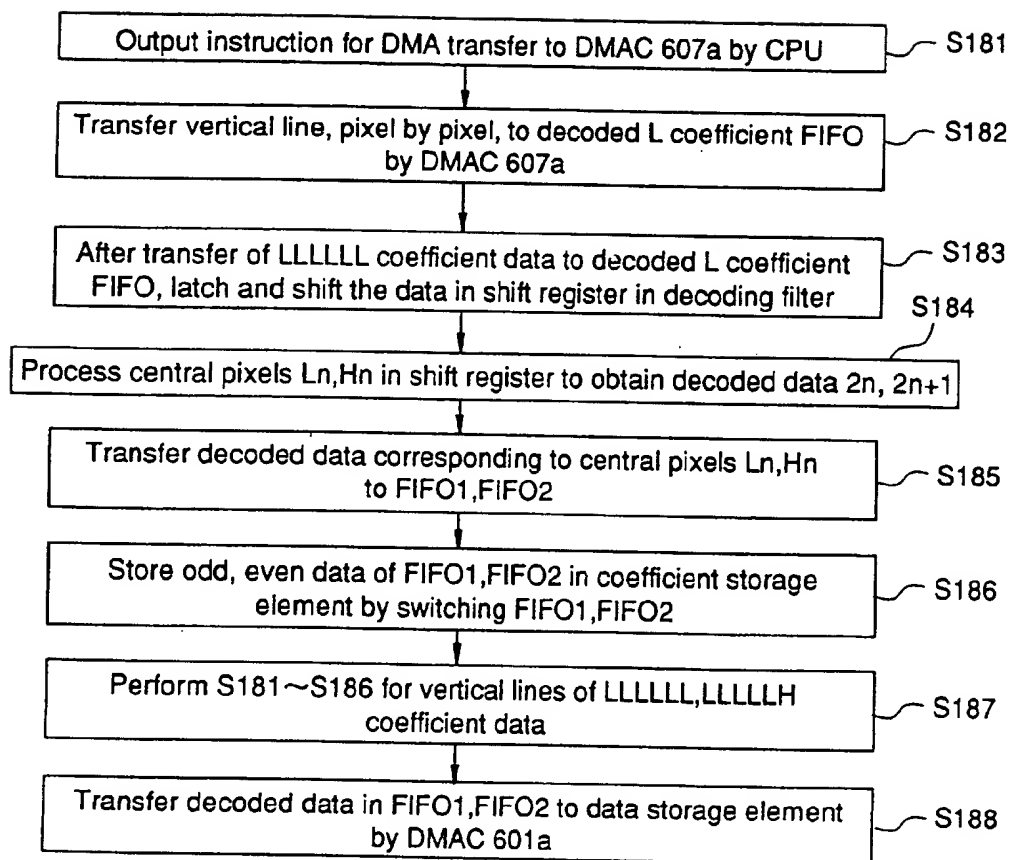 Output instruction for DMA transfer to DMAC 607a by CPU
S181
Transfer vertical line, pixel by pixel, to decoded L coefficient FIFO
by DMAC 607a
S182
After transfer of LLLLLL coefficient data to decoded L coefficient
FIFO, latch and shift the data in shift register in decoding filter
S183
S184
Process central pixels Ln,Hn in shift register to obtain decoded data 2n, 2n+1
Transfer decoded data corresponding to central pixels Ln,Hn
to FIFO1,FIFO2
S185
Store odd, even data of FIFO1,FIFO2 in coefficient storage
element by switching FIFO1,FIFO2
S186
Perform S181~S186 for vertical lines of LLLLLL,LLLLLH
coefficient data
S187
Transfer decoded data in FIFO1,FIFO2 to data storage element
by DMAC 601a
S188